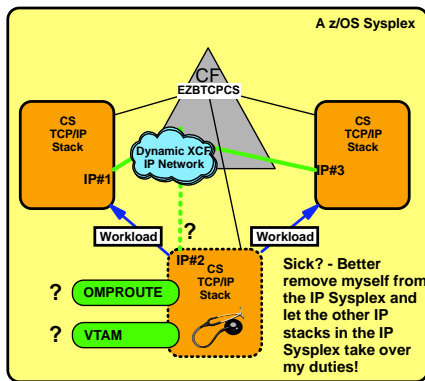 A z/OS Sysplex
CF
EZBTCPCS
CS
TCP/IP
Stack
IP#1
Dynamic XCF
IP Network
CS
TCP/IP
Stack
IP#3
Workload
?
Workload
IP#2
CS
TCP/IP
Stack
? OMPROUTE
? VTAM
Sick? - Better
remove myself from
the IP Sysplex and
let the other IP
stacks in the IP
Sysplex take over
my duties!